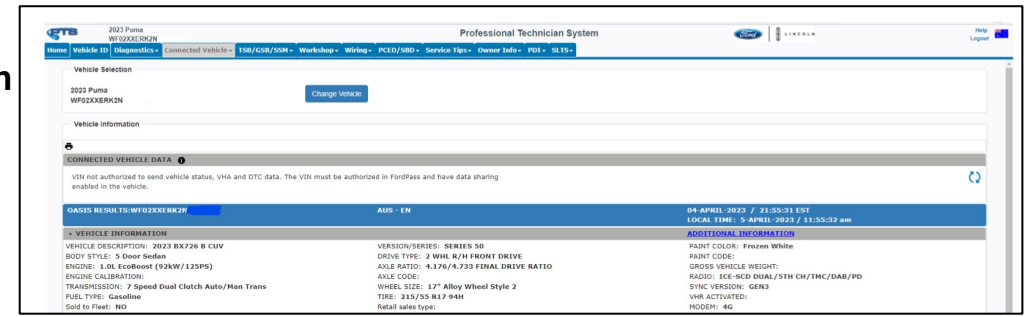 PTS
2023 Puma
WF02XXERK2N
Professional Technician System
Ford
LINCOLN
Help
Logout
Home Vehicle ID Diagnostics Connected Vehicle TSB/GSB/SSM Workshop Wiring PCED/SBD Service Tips Owner Info PDI SLTS
Vehicle Selection
2023 Puma
WF02XXERK2N
Change Vehicle
Vehicle Information
CONNECTED VEHICLE DATA
VIN not authorized to send vehicle status, VHA and DTC data. The VIN must be authorized in FordPass and have data sharing
enabled in the vehicle.
OASIS RESULTS:WF02XXERK2N AUS - EN 04-APRIL-2023 / 21:55:31 EST
LOCAL TIME: 5-APRIL-2023 / 11:55:32 am
VEHICLE INFORMATION ADDITIONAL INFORMATION
VEHICLE DESCRIPTION: 2023 BX726 B CUV VERSION/SERIES: SERIES 50 PAINT COLOR: Frozen White
BODY STYLE: 5 Door Sedan DRIVE TYPE: 2 WHL R/H FRONT DRIVE PAINT CODE:
ENGINE: 1.0L EcoBoost (92kW/125PS) AXLE RATIO: 4.176/4.733 FINAL DRIVE RATIO GROSS VEHICLE WEIGHT:
ENGINE CALIBRATION: AXLE CODE: RADIO: ICE-SCD DUAL/5TH CH/TMC/DAB/PD
TRANSMISSION: 7 Speed Dual Clutch Auto/Man Trans WHEEL SIZE: 17" Alloy Wheel Style 2 SYNC VERSION: GEN3
FUEL TYPE: Gasoline TIRE: 215/55 R17 94H VHR ACTIVATED:
Sold to Fleet: NO Retail sales type: MODEM: 4G